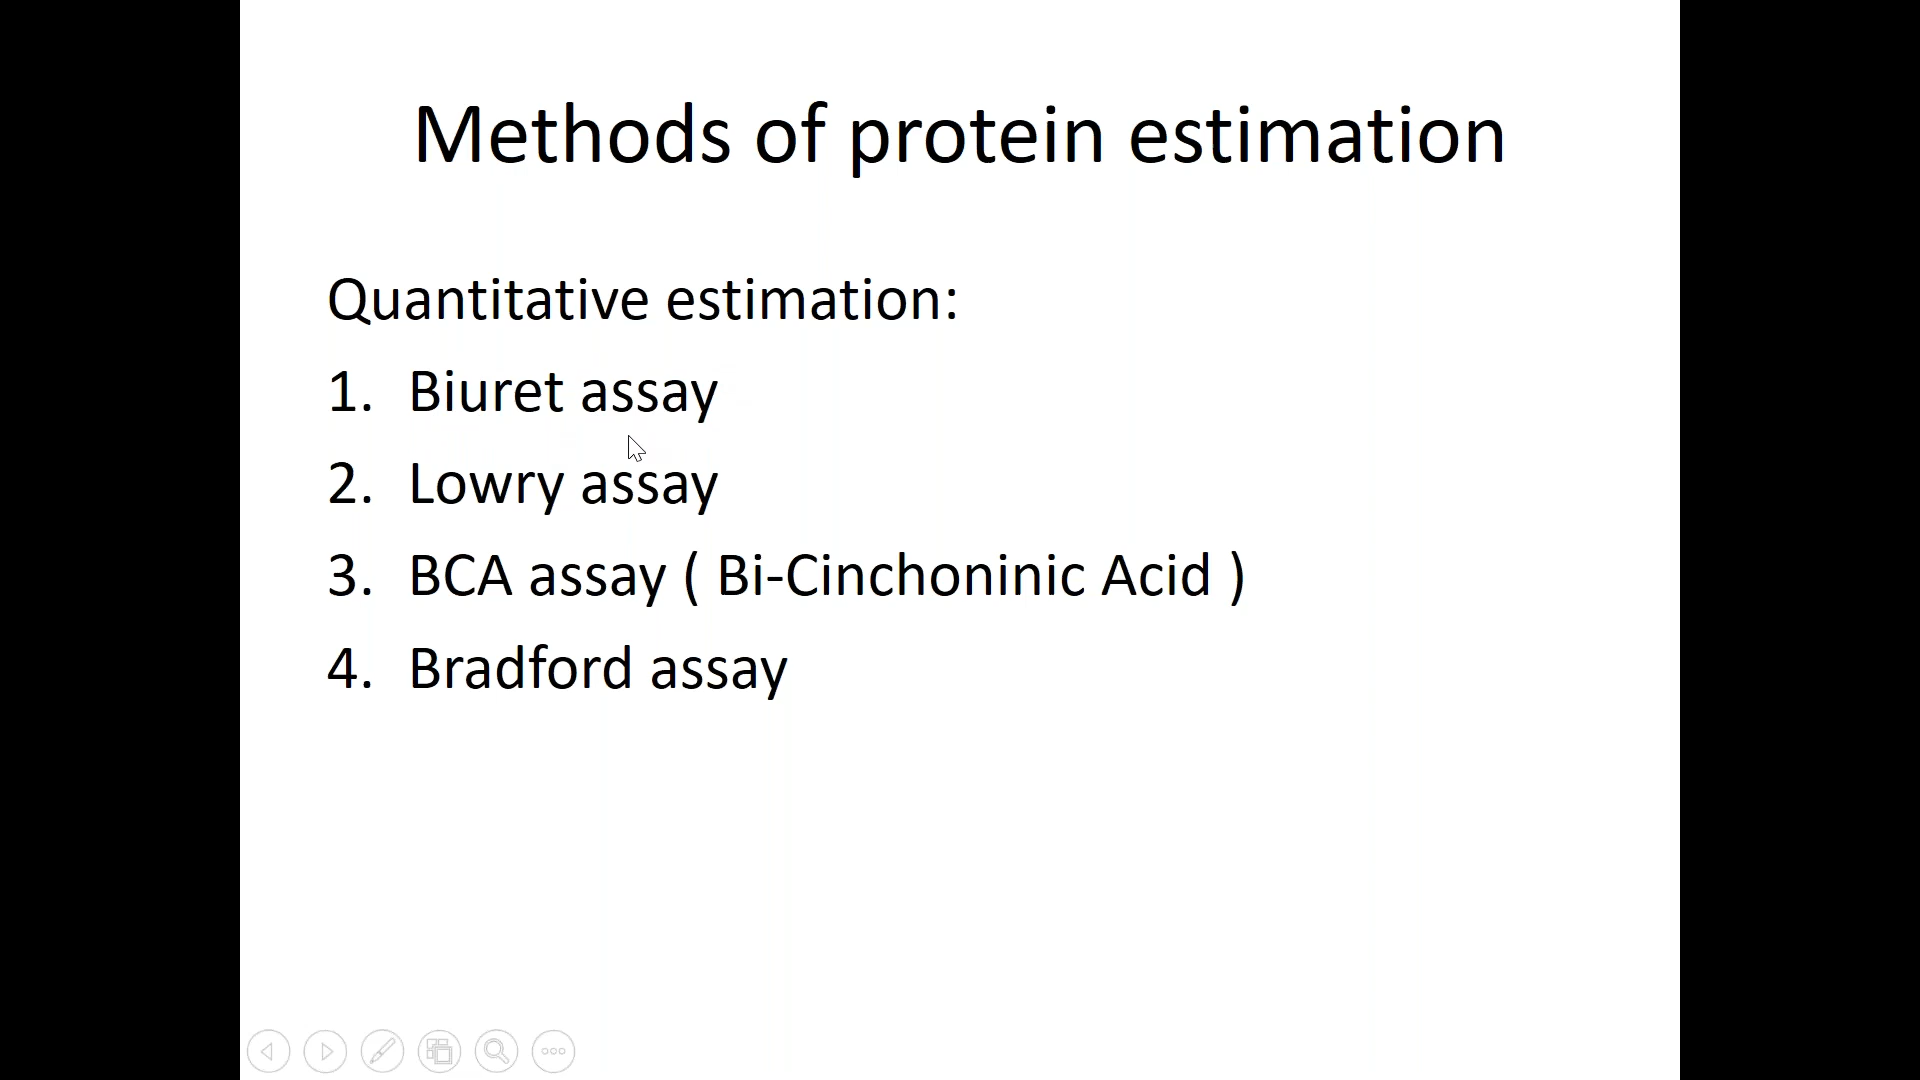 Methods of protein estimation
Quantitative estimation:
1. Biuret assay
2. Lowry assay
3. BCA assay ( Bi-Cinchoninic Acid )
4. Bradford assay